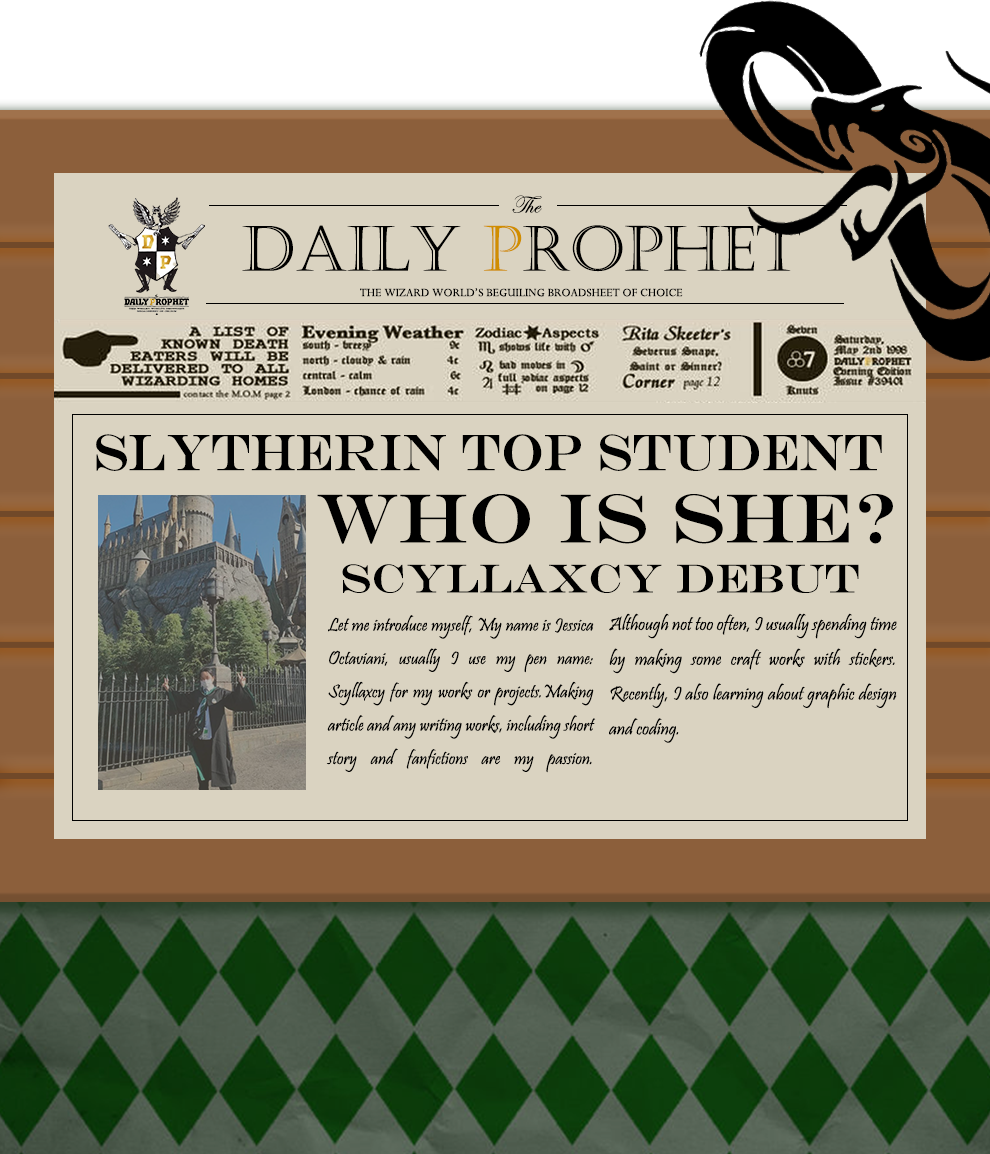 The
DAILY PROPHET
THE WIZARD WORLD'S BEGUILING BROADSHEET OF CHOICE
D
P
DAILY PROPHET
A LIST OF
KNOWN DEATH
EATERS WILL BE
DELIVERED TO ALL
WIZARDING HOMES
contact the M.O.M page 2
Evening Weather
south - breezy 9c
north - cloudy & rain 4c
central - calm 6c
London - chance of rain 4c
Zodiac Aspects
♏ shows life with ♂
♌ bad moves in ☽
♃ full zodiac aspects
on page 12
Rita Skeeter's
Severus Snape,
Saint or Sinner?
Corner page 12
Seven
7
Knuts
Saturday,
May 2nd 1998
DAILY PROPHET
Evening Edition
Issue #39401
SLYTHERIN TOP STUDENT
WHO IS SHE?
SCYLLAXCY DEBUT
Let me introduce myself, My name is Jessica
Octaviani, usually I use my pen name:
Scyllaxcy for my works or projects. Making
article and any writing works, including short
story and fanfictions are my passion.
Although not too often, I usually spending time
by making some craft works with stickers.
Recently, I also learning about graphic design
and coding.